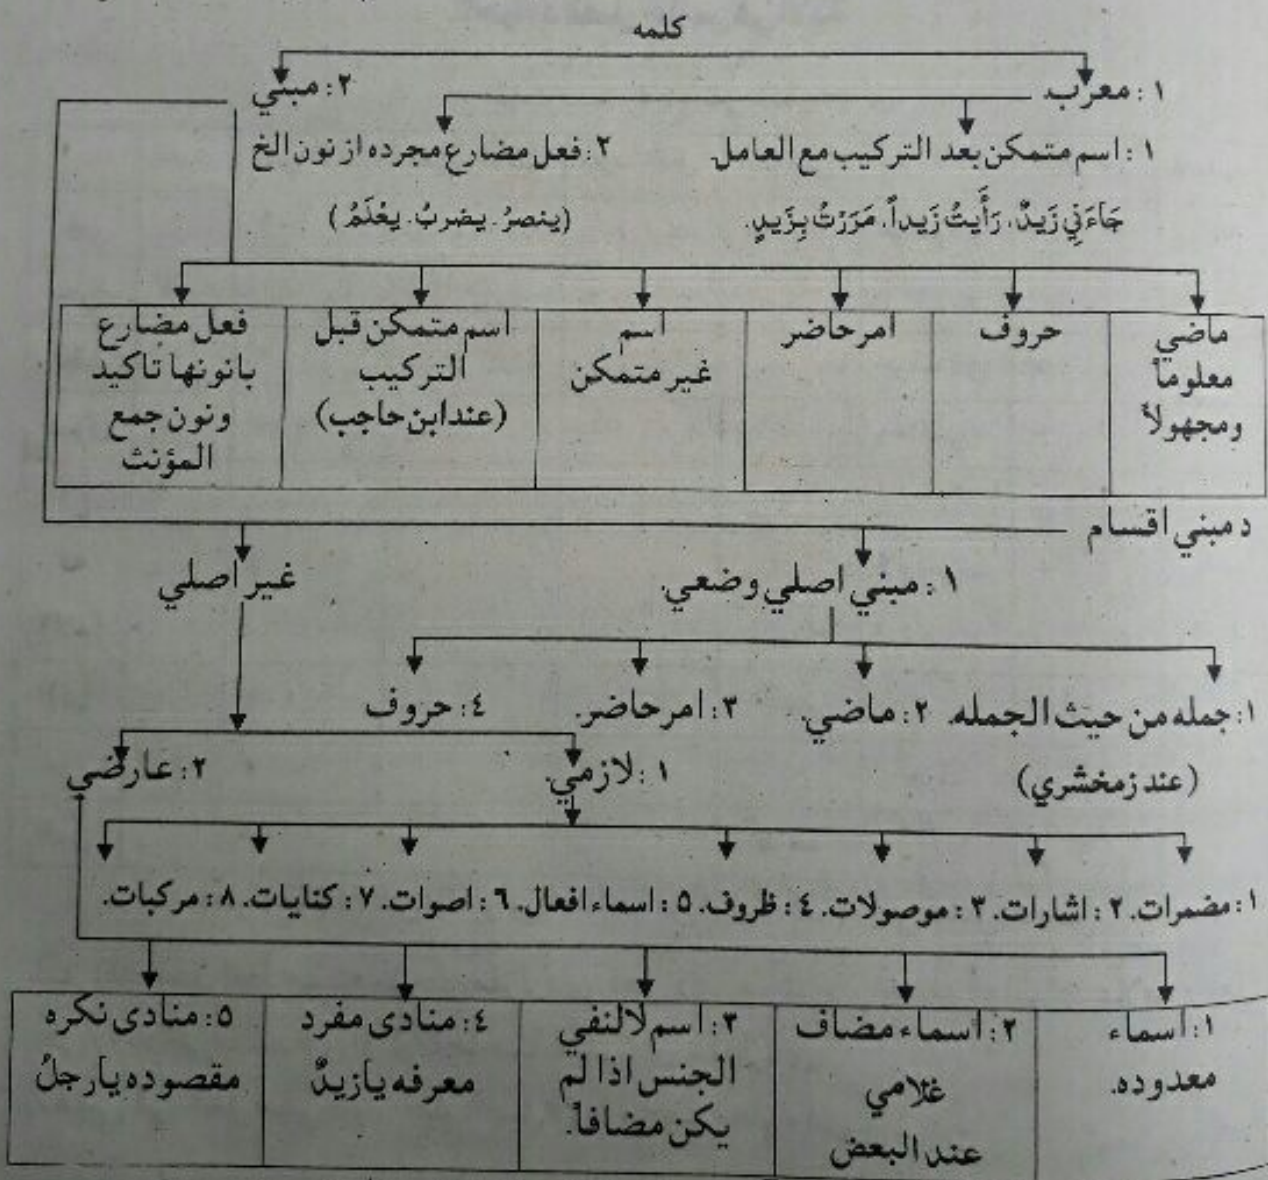 كلمه
١: معرب
٢: مبني
١: اسم متمكن بعد التركيب مع العامل.
٢: فعل مضارع مجرده از نون الخ
جَاءَنِي زَيدٌ. رَأَيتُ زَيداً. مَرَرْتُ بِزَيدٍ.
(ينصرُ. يضربُ. يعْلَمُ)
ماضي
معلوماً
ومجهولاً
حروف
امر حاضر
اسم
غير متمكن
اسم متمكن قبل
التركيب
(عند ابن حاجب)
فعل مضارع
بانونها تاكيد
ونون جمع
المؤنث
د مبني اقسام
١: مبني اصلي وضعي.
غير اصلي
١: جمله من حيث الجمله.
٢: ماضي.
٣: امر حاضر.
٤: حروف
(عند زمخشري)
١: لازمي.
٢: عارضي
١: مضمرات. ٢: اشارات. ٣: موصولات. ٤: ظروف. ٥: اسماء افعال. ٦: اصوات. ٧: كنايات. ٨: مركبات.
١: اسماء
معدوده.
٢: اسماء مضاف
غلامي
عند البعض
٣: اسم لا لنفي
الجنس اذا لم
يكن مضافاً.
٤: منادى مفرد
معرفه يا زيدٌ
٥: منادى نكره
مقصوده يا رجلُ